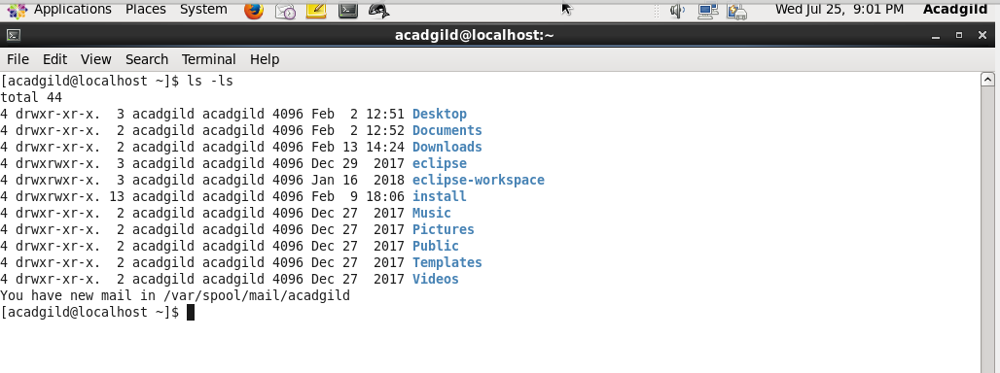 Applications Places System Wed Jul 25, 9:01 PM Acadgild
acadgild@localhost:~
File Edit View Search Terminal Help
[acadgild@localhost ~]$ ls -ls
total 44
4 drwxr-xr-x.  3 acadgild acadgild 4096 Feb  2 12:51 Desktop
4 drwxr-xr-x.  2 acadgild acadgild 4096 Feb  2 12:52 Documents
4 drwxr-xr-x.  2 acadgild acadgild 4096 Feb 13 14:24 Downloads
4 drwxrwxr-x.  3 acadgild acadgild 4096 Dec 29  2017 eclipse
4 drwxrwxr-x.  3 acadgild acadgild 4096 Jan 16  2018 eclipse-workspace
4 drwxrwxr-x. 13 acadgild acadgild 4096 Feb  9 18:06 install
4 drwxr-xr-x.  2 acadgild acadgild 4096 Dec 27  2017 Music
4 drwxr-xr-x.  2 acadgild acadgild 4096 Dec 27  2017 Pictures
4 drwxr-xr-x.  2 acadgild acadgild 4096 Dec 27  2017 Public
4 drwxr-xr-x.  2 acadgild acadgild 4096 Dec 27  2017 Templates
4 drwxr-xr-x.  2 acadgild acadgild 4096 Dec 27  2017 Videos
You have new mail in /var/spool/mail/acadgild
[acadgild@localhost ~]$